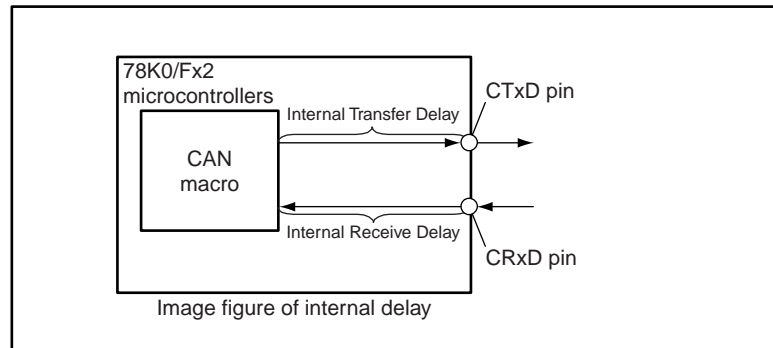 78K0/Fx2
microcontrollers
CTxD pin
Internal Transfer Delay
CAN
macro
Internal Receive Delay
CRxD pin
Image figure of internal delay